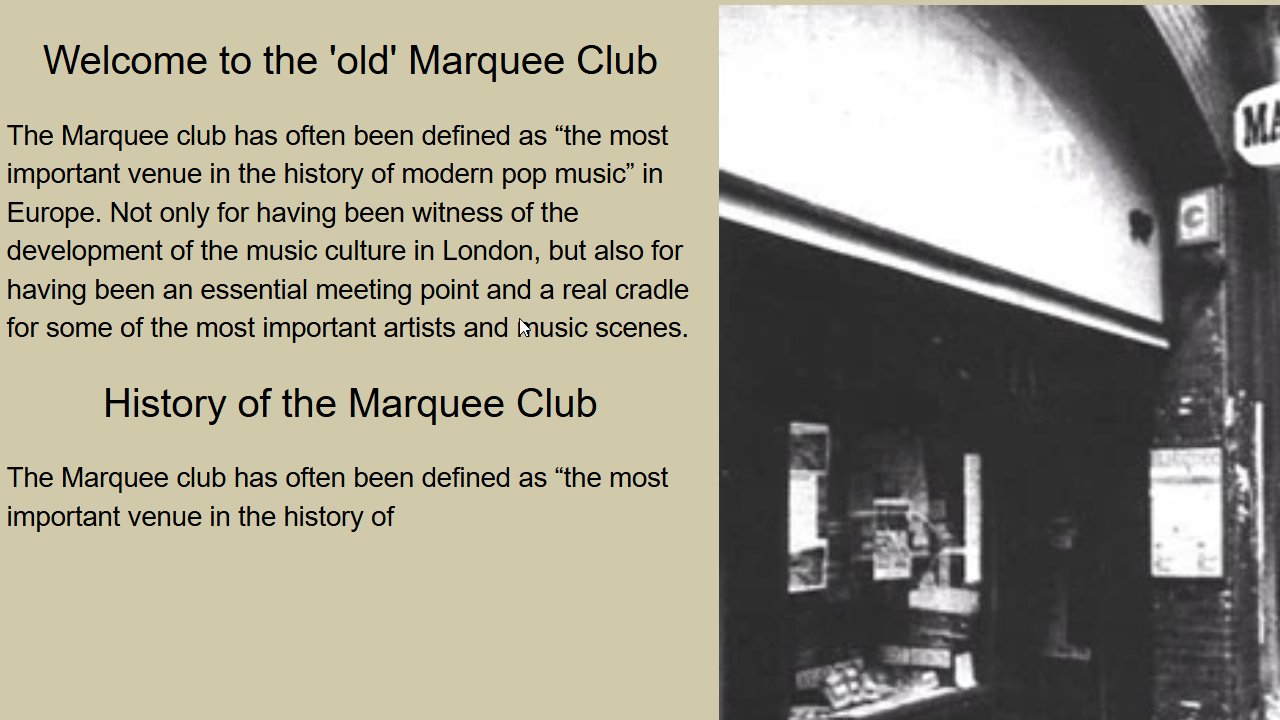 Welcome to the 'old' Marquee Club
The Marquee club has often been defined as “the most
important venue in the history of modern pop music” in
Europe. Not only for having been witness of the
development of the music culture in London, but also for
having been an essential meeting point and a real cradle
for some of the most important artists and music scenes.
History of the Marquee Club
The Marquee club has often been defined as “the most
important venue in the history of
MA
C